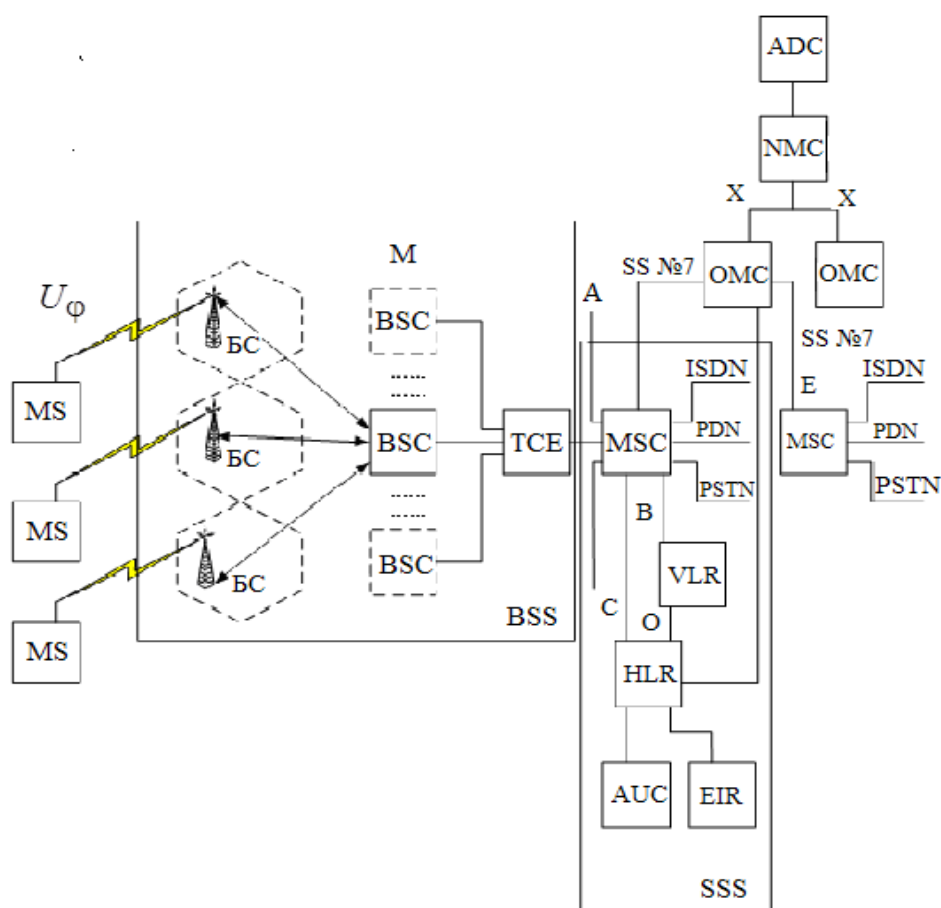 ADC
NMC
X
X
OMC
OMC
SS №7
SS №7
M
A
Uφ
БС
БС
БС
MS
MS
MS
BSC
......
......
BSC
......
......
BSC
TCE
BSS
MSC
ISDN
PDN
PSTN
E
MSC
ISDN
PDN
PSTN
B
C
O
VLR
HLR
AUC
EIR
SSS